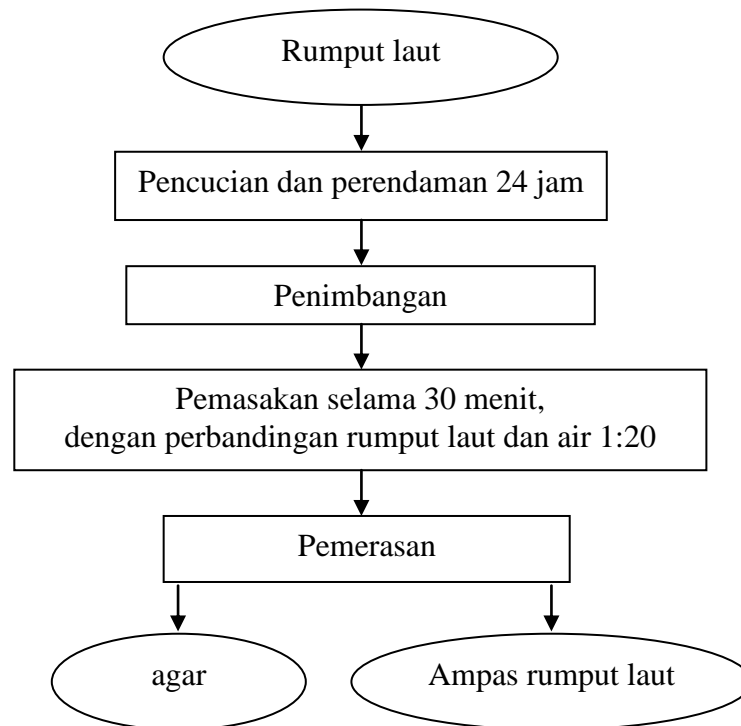 Rumput laut
Pencucian dan perendaman 24 jam
Penimbangan
Pemasakan selama 30 menit,
dengan perbandingan rumput laut dan air 1:20
Pemerasan
agar
Ampas rumput laut